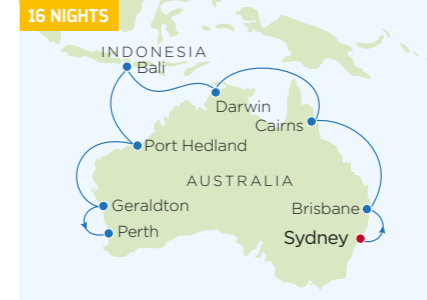 16 NIGHTS
INDONESIA
Bali
Darwin
Cairns
Port Hedland
AUSTRALIA
Geraldton
Brisbane
Perth
Sydney